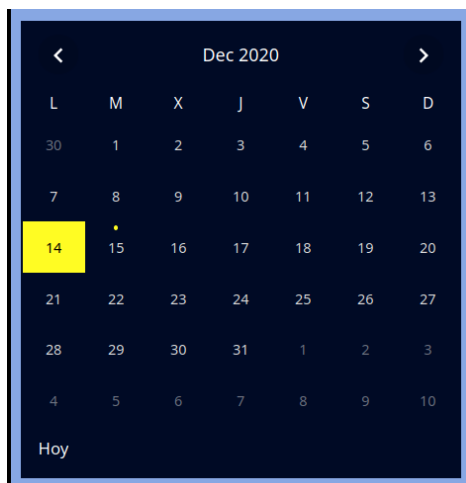 Dec 2020
L M X J V S D
30 1 2 3 4 5 6
7 8 9 10 11 12 13
14 15 16 17 18 19 20
21 22 23 24 25 26 27
28 29 30 31 1 2 3
4 5 6 7 8 9 10
Hoy